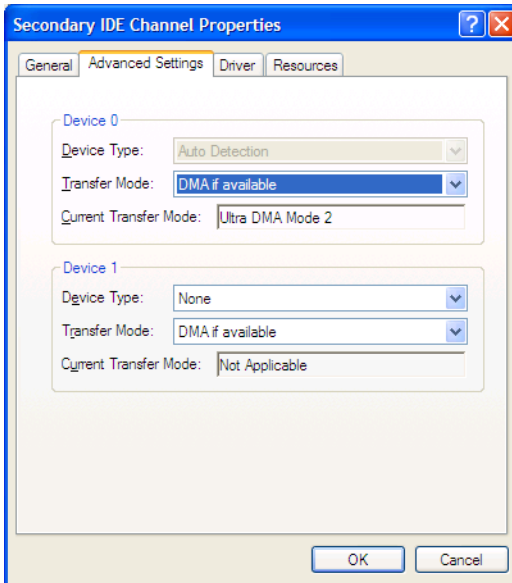 Secondary IDE Channel Properties
General Advanced Settings Driver Resources
Device 0
Device Type: Auto Detection
Transfer Mode: DMA if available
Current Transfer Mode: Ultra DMA Mode 2
Device 1
Device Type: None
Transfer Mode: DMA if available
Current Transfer Mode: Not Applicable
OK Cancel